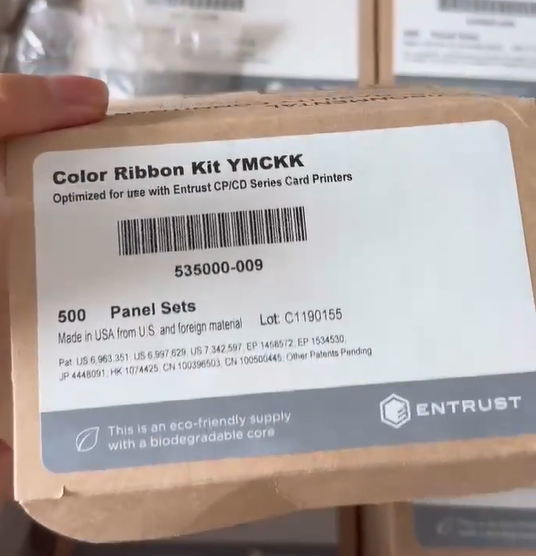 Color Ribbon Kit YMCKK
Optimized for use with Entrust CP/CD Series Card Printers
535000-009
500 Panel Sets
Made in USA from U.S. and foreign material Lot: C1190155
Pat. US 6,963,351, US 6,997,629, US 7,342,597, EP 1458572, EP 1534530,
JP 4448091, HK 1074425, CN 100396503, CN 100500445, Other Patents Pending
This is an eco-friendly supply
with a biodegradable core
ENTRUST